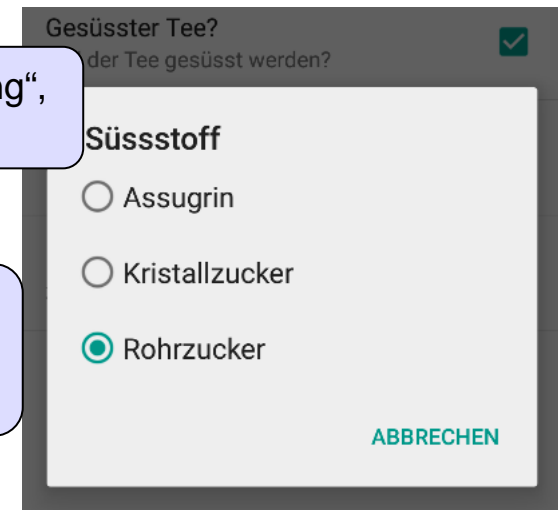 Gesüsster Tee?
der Tee gesüsst werden?
ng“,
Süssstoff
Assugrin
Kristallzucker
Rohrzucker
ABBRECHEN